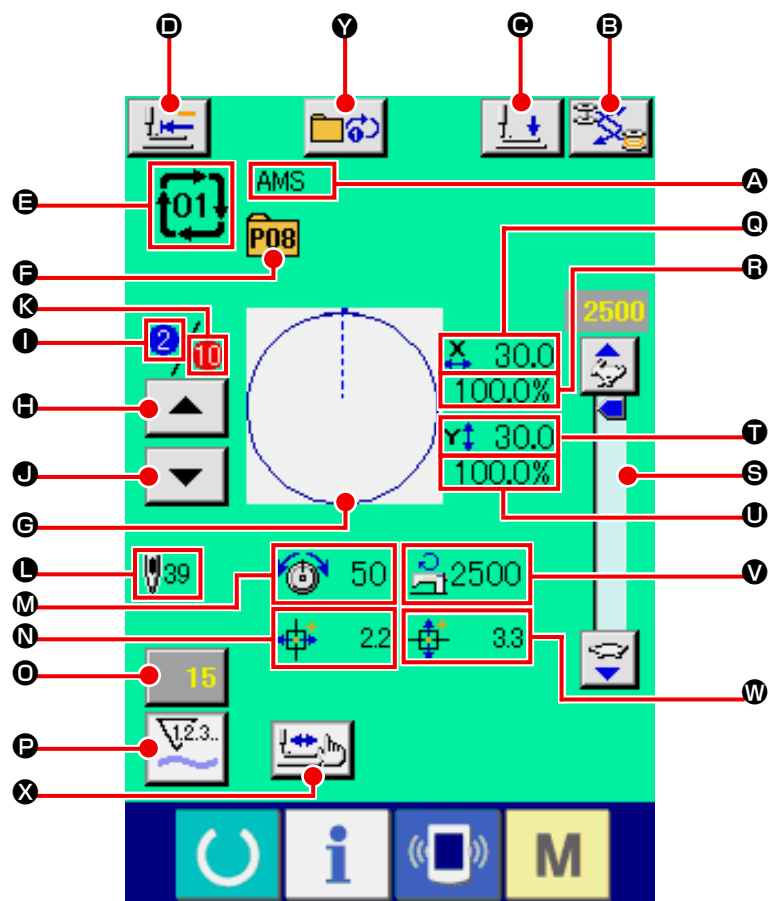 D Y C B
AMS A
E 01
Q
F P08
R
K
I 2 / 10
2500
X 30.0
100.0%
H
Y 30.0 T
100.0%
S
J
G
U
L 39
50
2500 V
M
N 2.2
3.3
O 15
W
P 1.2.3..
X
i M